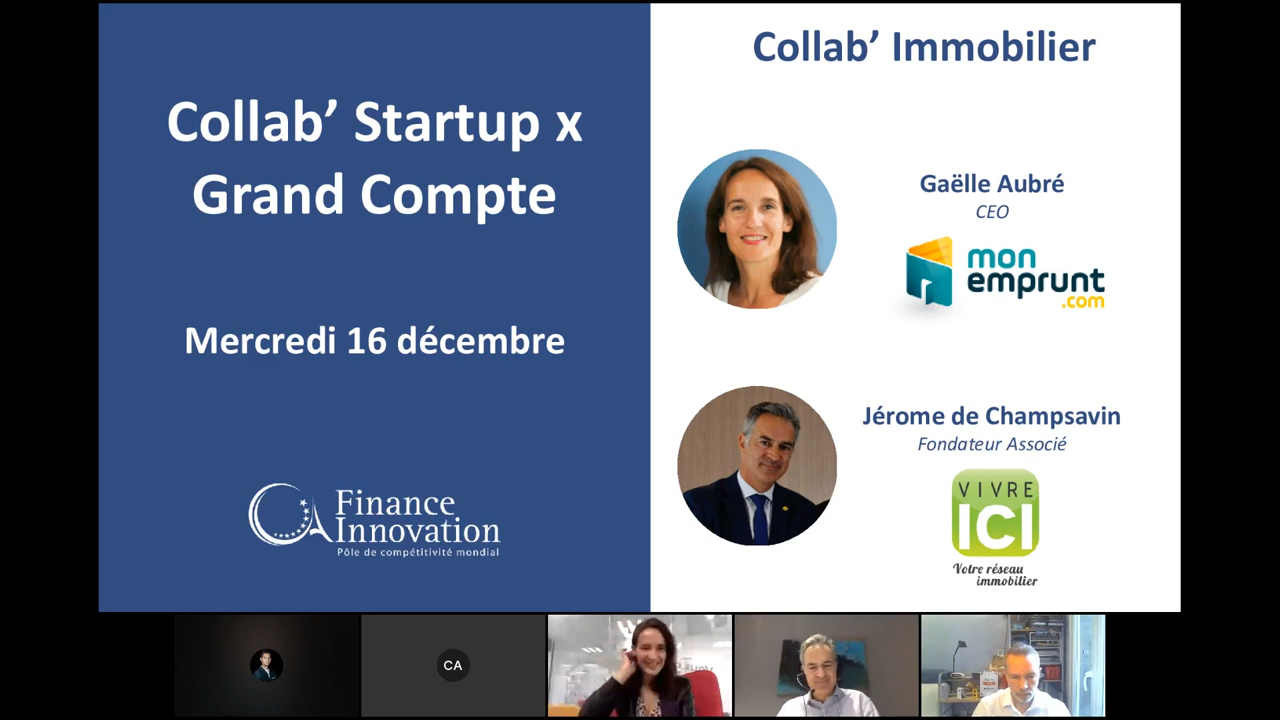 Collab' Startup x
Grand Compte
Mercredi 16 décembre
Finance
Innovation
Pôle de compétitivité mondial
Collab' Immobilier
Gaëlle Aubré
CEO
mon
emprunt
.com
Jérome de Champsavin
Fondateur Associé
VIVRE
ICI
Votre réseau
immobilier
CA